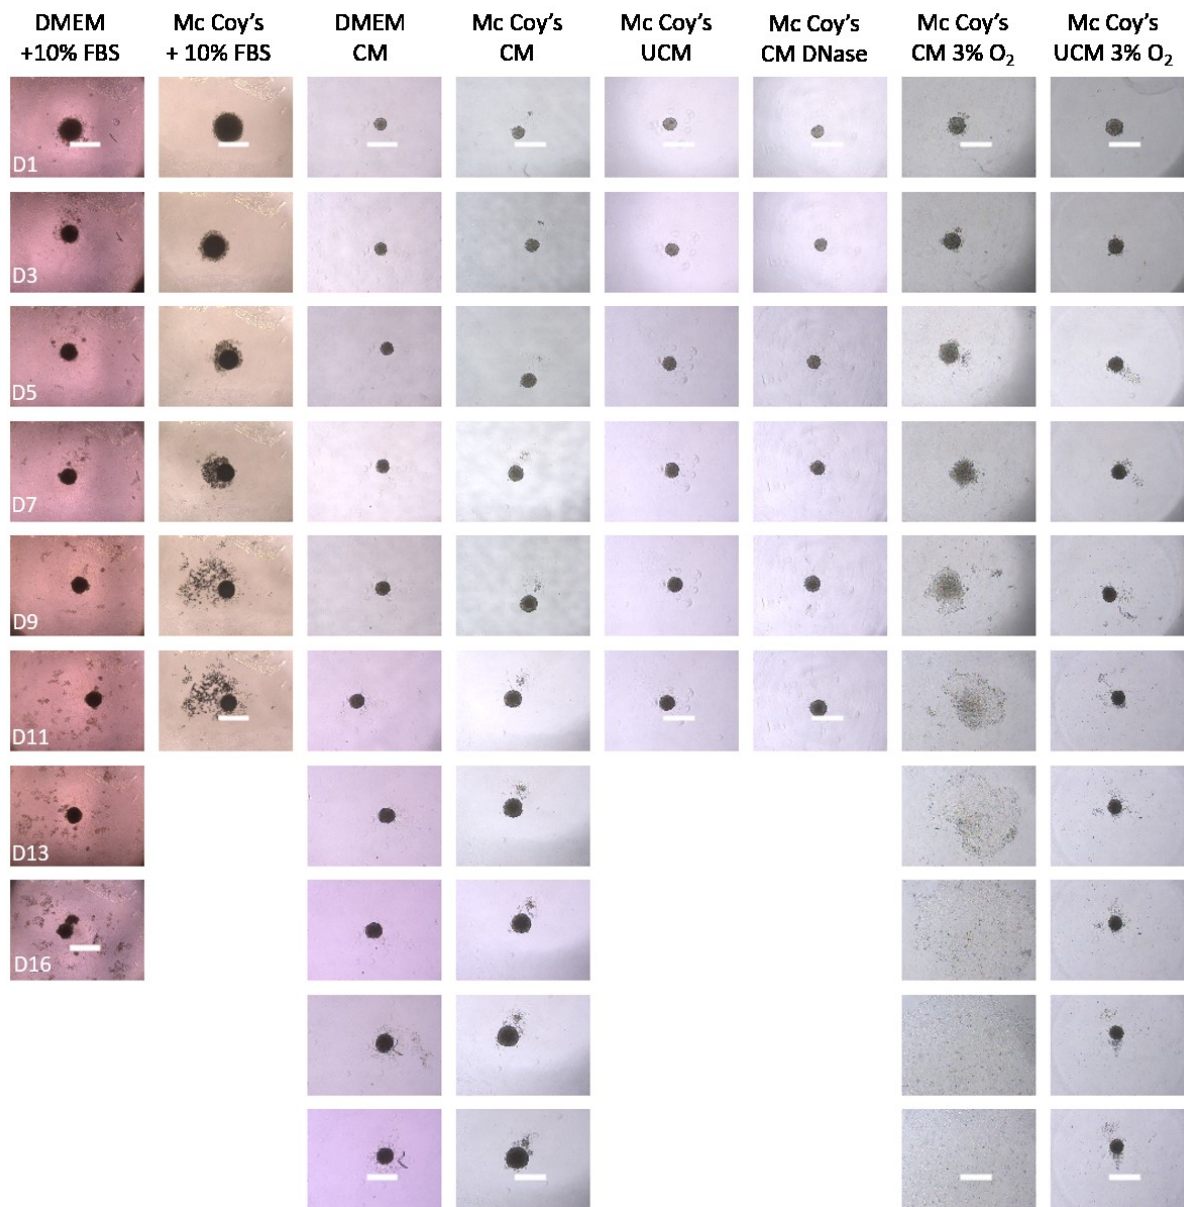 DMEM
+10% FBS
Mc Coy's
+ 10% FBS
DMEM
CM
Mc Coy's
CM
Mc Coy's
UCM
Mc Coy's
CM DNase
Mc Coy's
CM 3% O₂
Mc Coy's
UCM 3% O₂
D1
D3
D5
D7
D9
D11
D13
D16